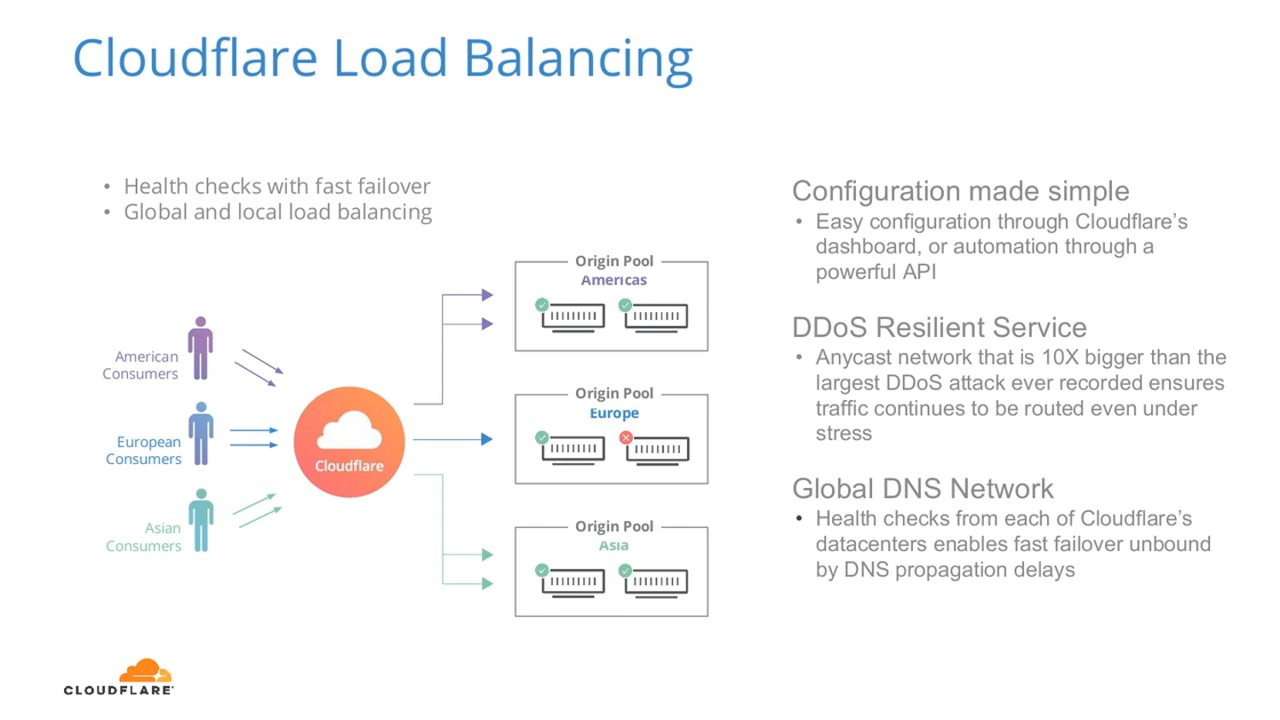 Cloudflare Load Balancing
• Health checks with fast failover
• Global and local load balancing
American
Consumers
European
Consumers
Asian
Consumers
Cloudflare
Origin Pool
Americas
Origin Pool
Europe
Origin Pool
Asia
Configuration made simple
• Easy configuration through Cloudflare’s
dashboard, or automation through a
powerful API
DDoS Resilient Service
• Anycast network that is 10X bigger than the
largest DDoS attack ever recorded ensures
traffic continues to be routed even under
stress
Global DNS Network
• Health checks from each of Cloudflare’s
datacenters enables fast failover unbound
by DNS propagation delays
CLOUDFLARE